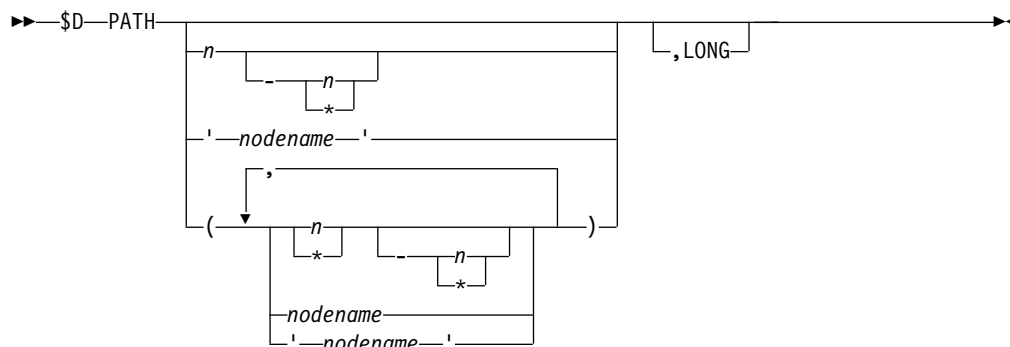 $D PATH
n
,LONG
- n
*
' nodename '
,
( n )
* - n
*
nodename
' nodename '